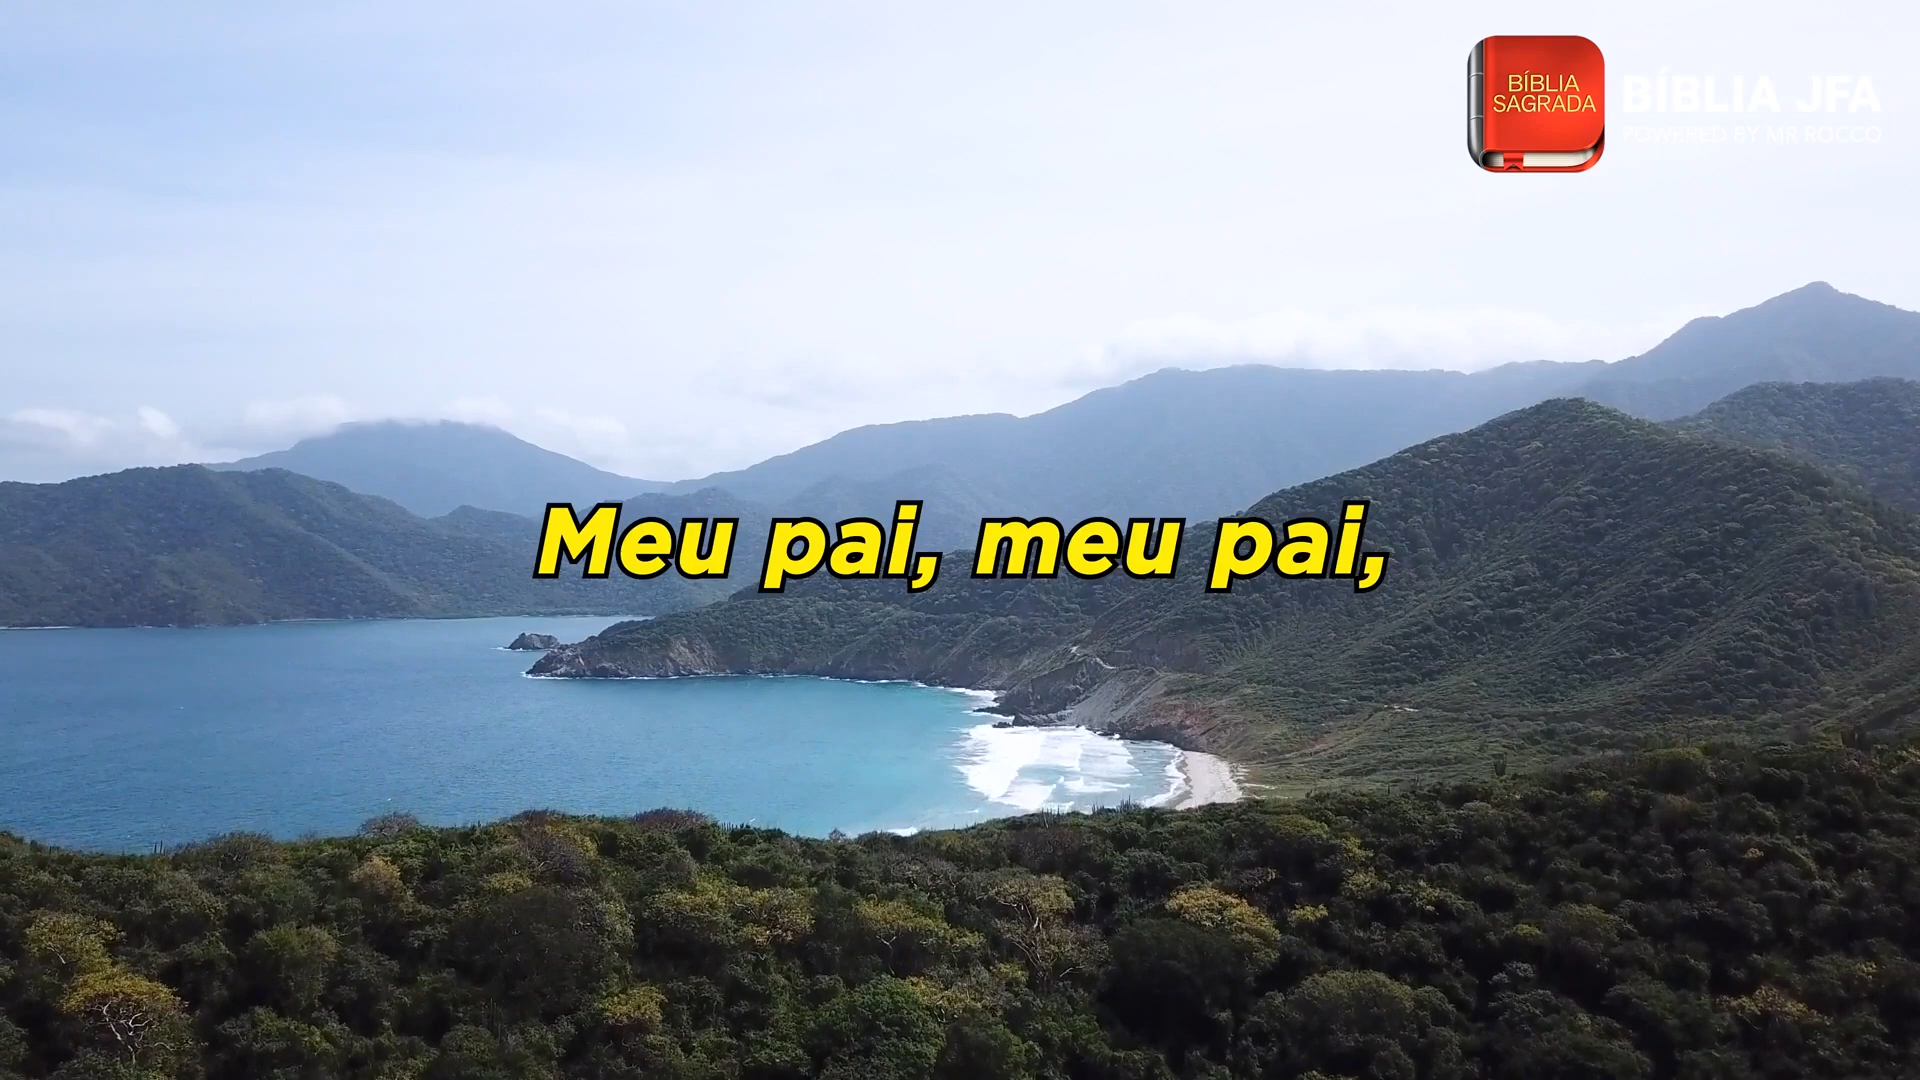 BÍBLIA
SAGRADA
BÍBLIA JFA
POWERED BY MR ROCCO
Meu pai, meu pai,